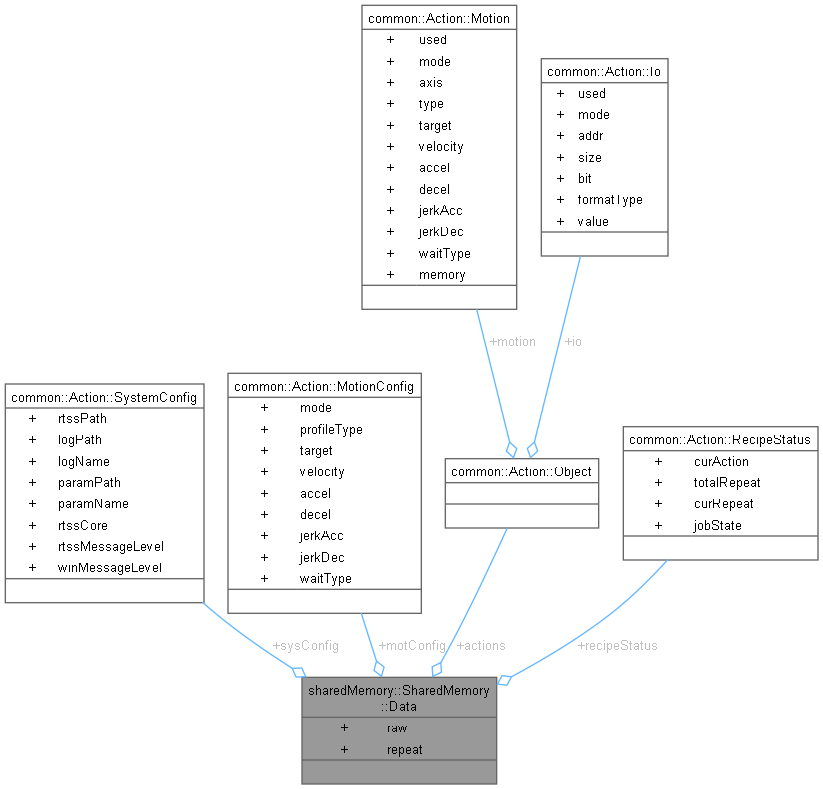 common::Action::Motion
+ used
+ mode
+ axis
+ type
+ target
+ velocity
+ accel
+ decel
+ jerkAcc
+ jerkDec
+ waitType
+ memory
common::Action::Io
+ used
+ mode
+ addr
+ size
+ bit
+ formatType
+ value
+motion
+io
common::Action::SystemConfig
+ rtssPath
+ logPath
+ logName
+ paramPath
+ paramName
+ rtssCore
+ rtssMessageLevel
+ winMessageLevel
common::Action::MotionConfig
+ mode
+ profileType
+ target
+ velocity
+ accel
+ decel
+ jerkAcc
+ jerkDec
+ waitType
common::Action::Object
common::Action::RecipeStatus
+ curAction
+ totalRepeat
+ curRepeat
+ jobState
+sysConfig
+motConfig
+actions
+recipeStatus
sharedMemory::SharedMemory
::Data
+ raw
+ repeat